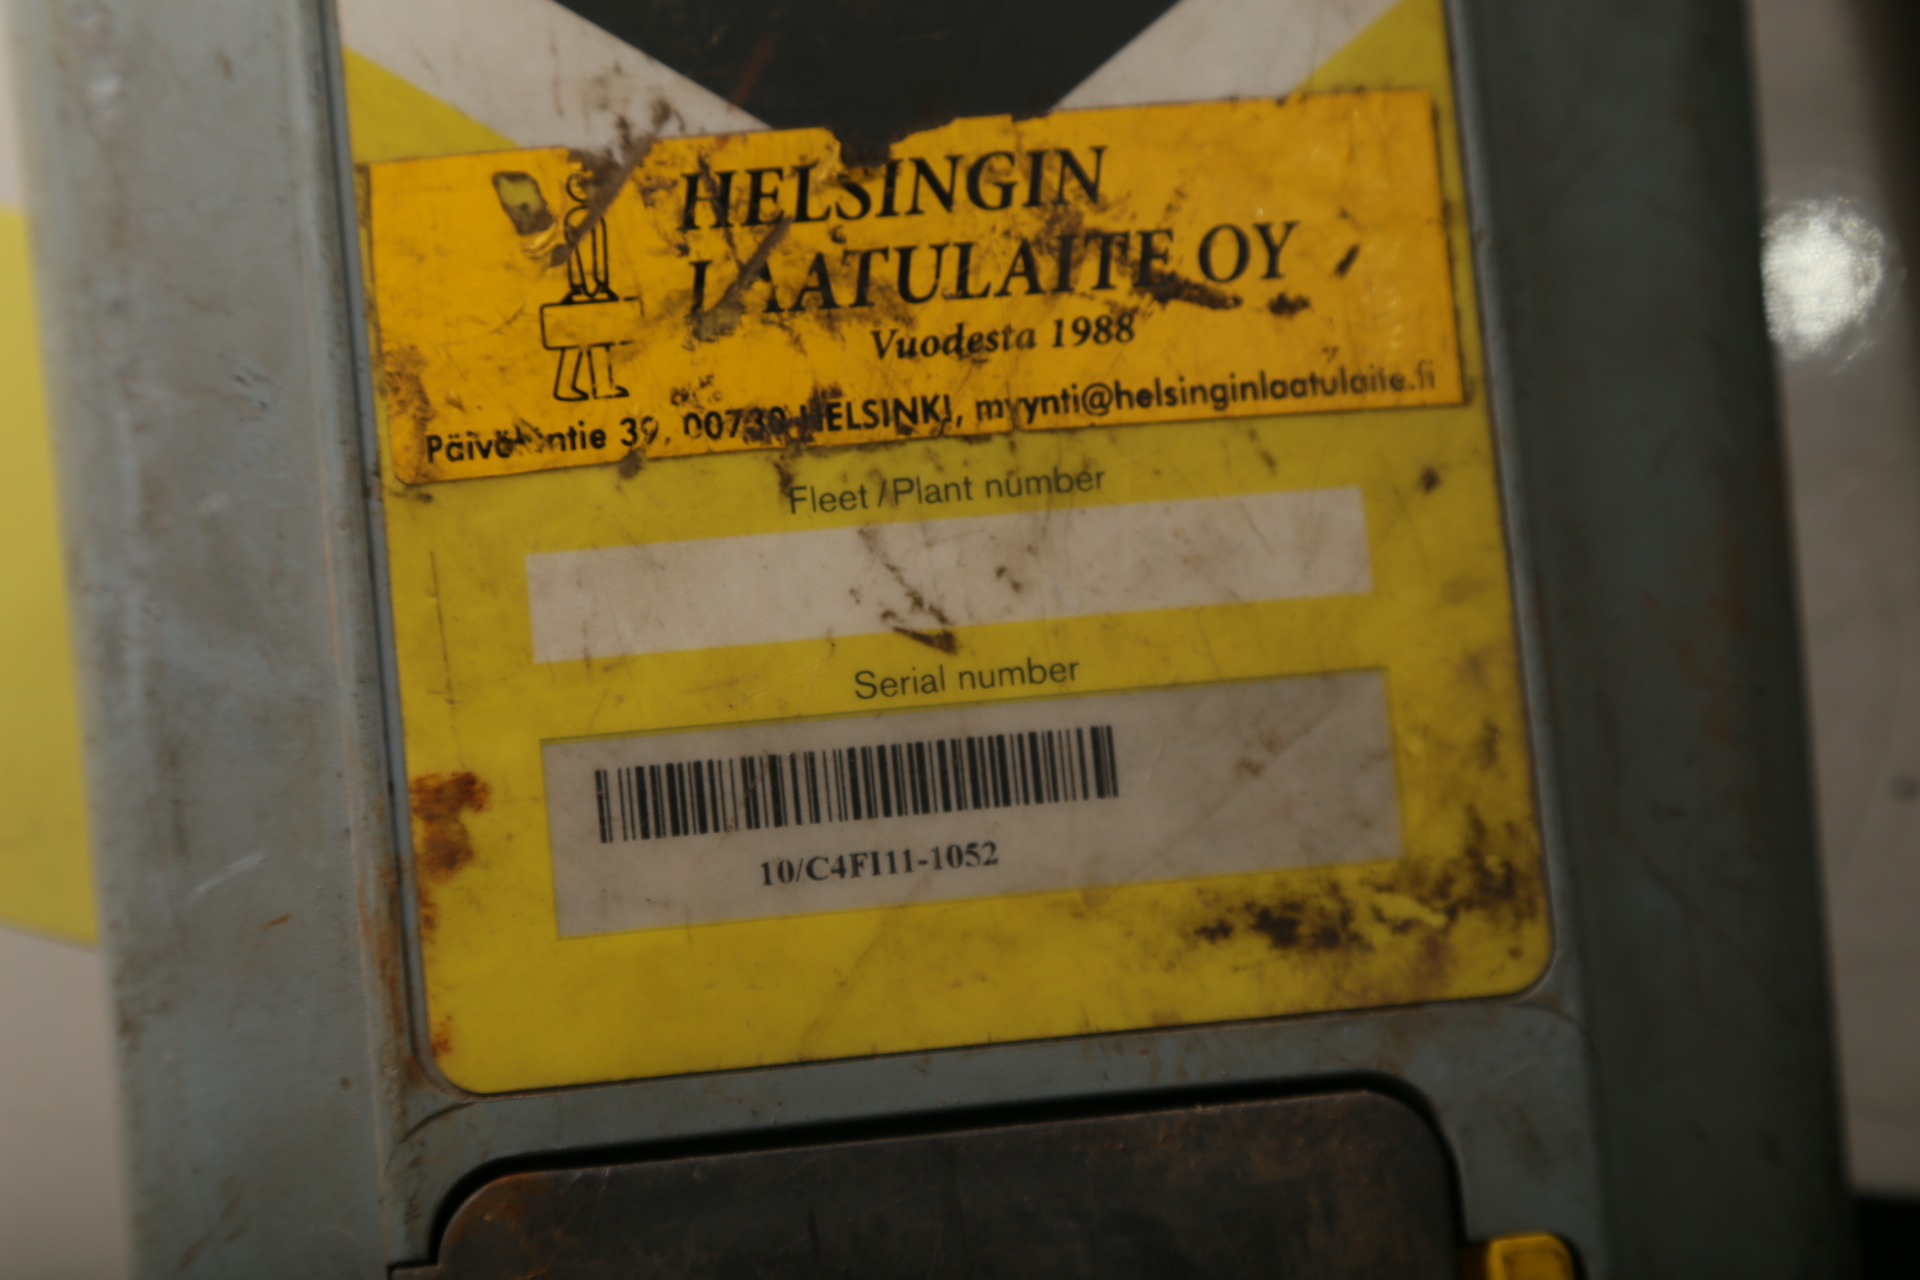 HELSINGIN
LAATULAITE OY
Vuodesta 1988
39, 00730 HELSINKI, myynti@helsinginlaatulaite.fi
Fleet/Plant number
Serial number
10/C4FI11-1052